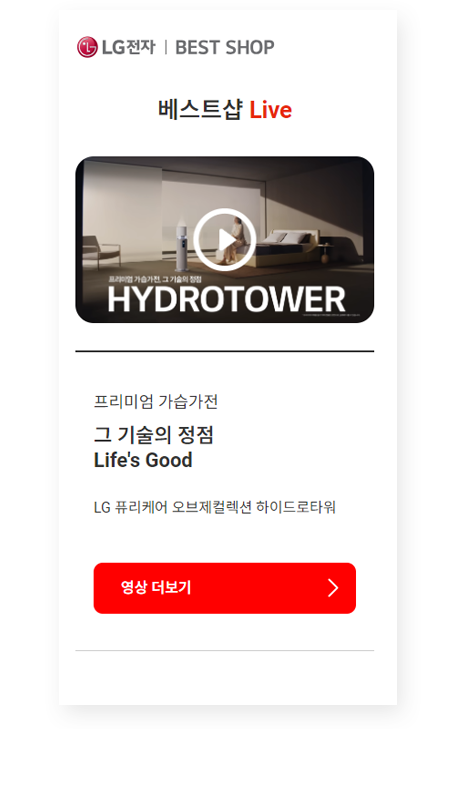 LG전자 | BEST SHOP
베스트샵 Live
프리미엄 가습가전, 그 기술의 정점
HYDROTOWER
프리미엄 가습가전
그 기술의 정점
Life's Good
LG 퓨리케어 오브제컬렉션 하이드로타워
영상 더보기